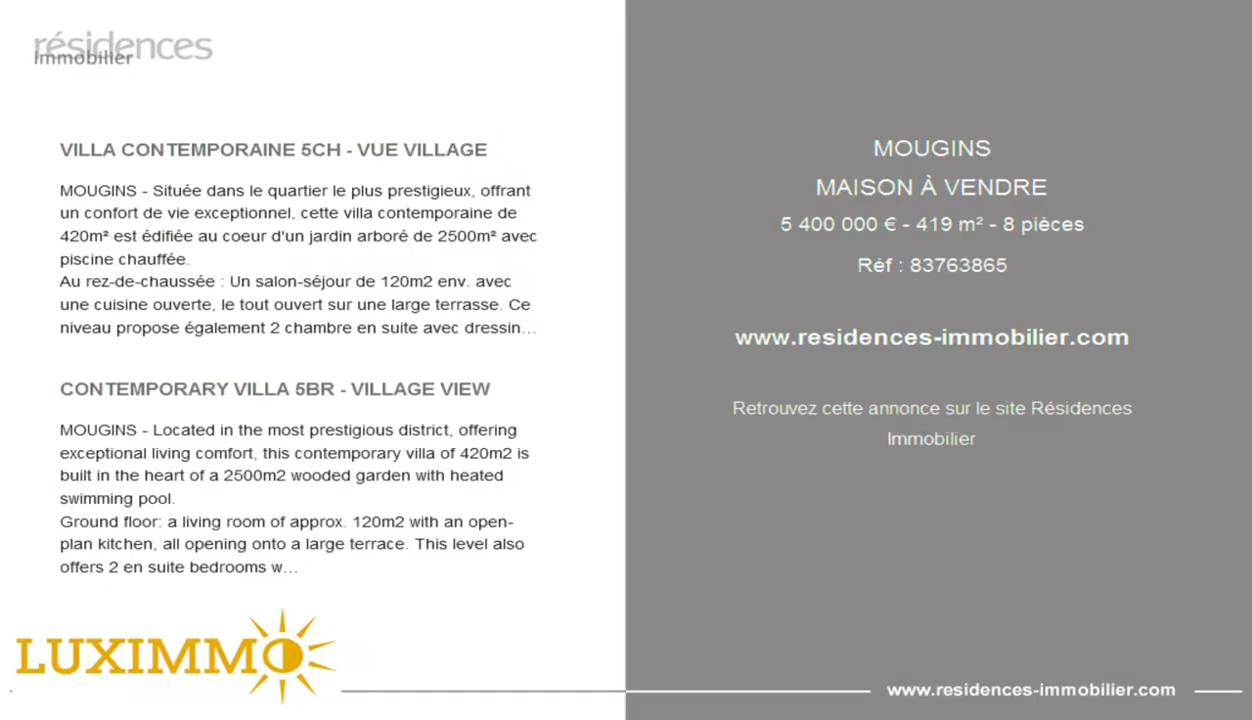 résidences
Immobilier
VILLA CONTEMPORAINE 5CH - VUE VILLAGE
MOUGINS - Située dans le quartier le plus prestigieux, offrant
un confort de vie exceptionnel, cette villa contemporaine de
420m² est édifiée au coeur d'un jardin arboré de 2500m² avec
piscine chauffée.
Au rez-de-chaussée : Un salon-séjour de 120m2 env. avec
une cuisine ouverte, le tout ouvert sur une large terrasse. Ce
niveau propose également 2 chambre en suite avec dressin...
CONTEMPORARY VILLA 5BR - VILLAGE VIEW
MOUGINS - Located in the most prestigious district, offering
exceptional living comfort, this contemporary villa of 420m2 is
built in the heart of a 2500m2 wooded garden with heated
swimming pool.
Ground floor: a living room of approx. 120m2 with an open-
plan kitchen, all opening onto a large terrace. This level also
offers 2 en suite bedrooms w...
LUXIMMO
MOUGINS
MAISON À VENDRE
5 400 000 € - 419 m² - 8 pièces
Réf : 83763865
www.residences-immobilier.com
Retrouvez cette annonce sur le site Résidences
Immobilier
www.residences-immobilier.com